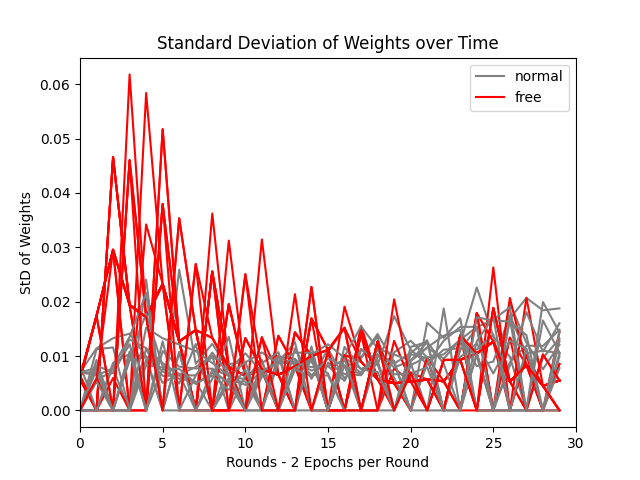 Standard Deviation of Weights over Time
normal
free
0.06
0.05
0.04
0.03
0.02
0.01
0.00
StD of Weights
0 5 10 15 20 25 30
Rounds - 2 Epochs per Round